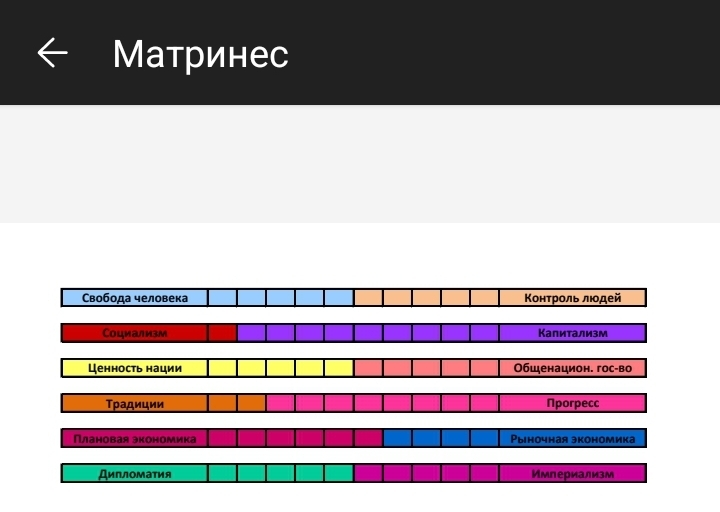 Матринес
Свобода человека Контроль людей
Социализм Капитализм
Ценность нации Общенацион. гос-во
Традиции Прогресс
Плановая экономика Рыночная экономика
Дипломатия Империализм